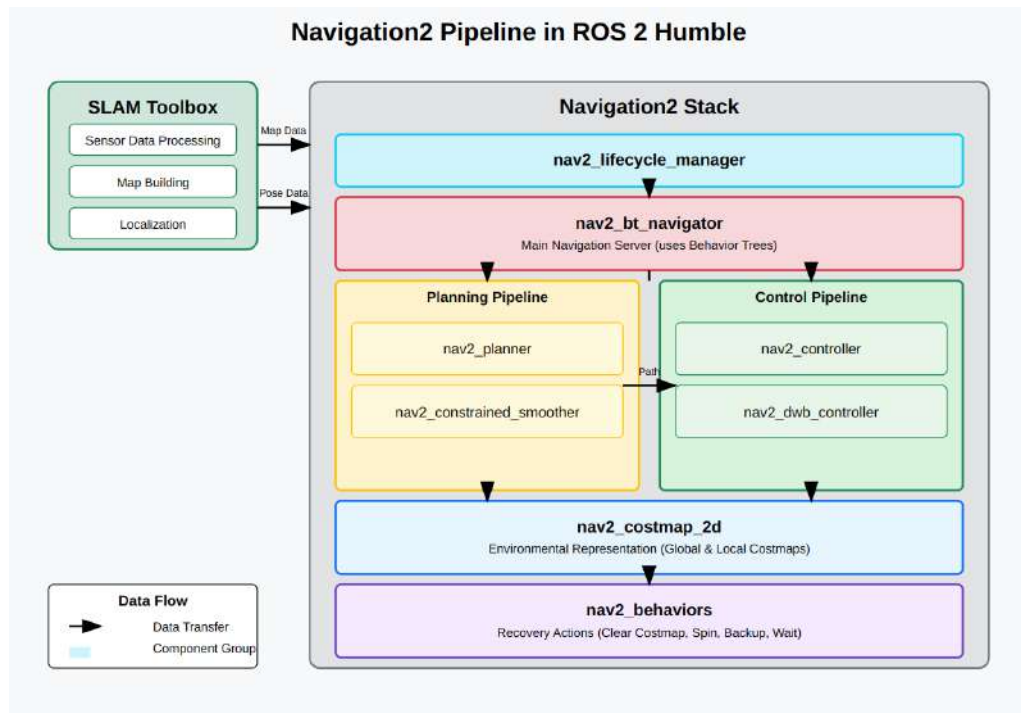 Navigation2 Pipeline in ROS 2 Humble
SLAM Toolbox
Sensor Data Processing
Map Building
Localization
Map Data
Pose Data
Navigation2 Stack
nav2_lifecycle_manager
nav2_bt_navigator
Main Navigation Server (uses Behavior Trees)
Planning Pipeline
nav2_planner
nav2_constrained_smoother
Path
Control Pipeline
nav2_controller
nav2_dwb_controller
nav2_costmap_2d
Environmental Representation (Global & Local Costmaps)
nav2_behaviors
Recovery Actions (Clear Costmap, Spin, Backup, Wait)
Data Flow
Data Transfer
Component Group